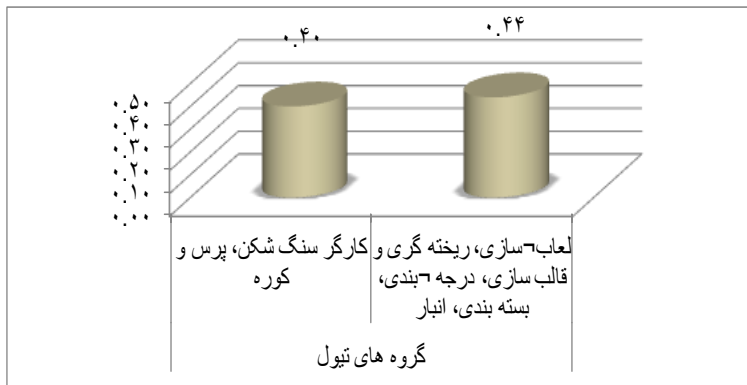 ۰.۴۰
۰.۴۴
۰.۵۰
۰.۴۰
۰.۳۰
۰.۲۰
۰.۱۰
۰.۰۰
کارگر سنگ شکن، پرس و
کوره
لعاب¬سازی، ریخته گری و
قالب سازی، درجه ¬بندی،
بسته بندی، انبار
گروه های تیول